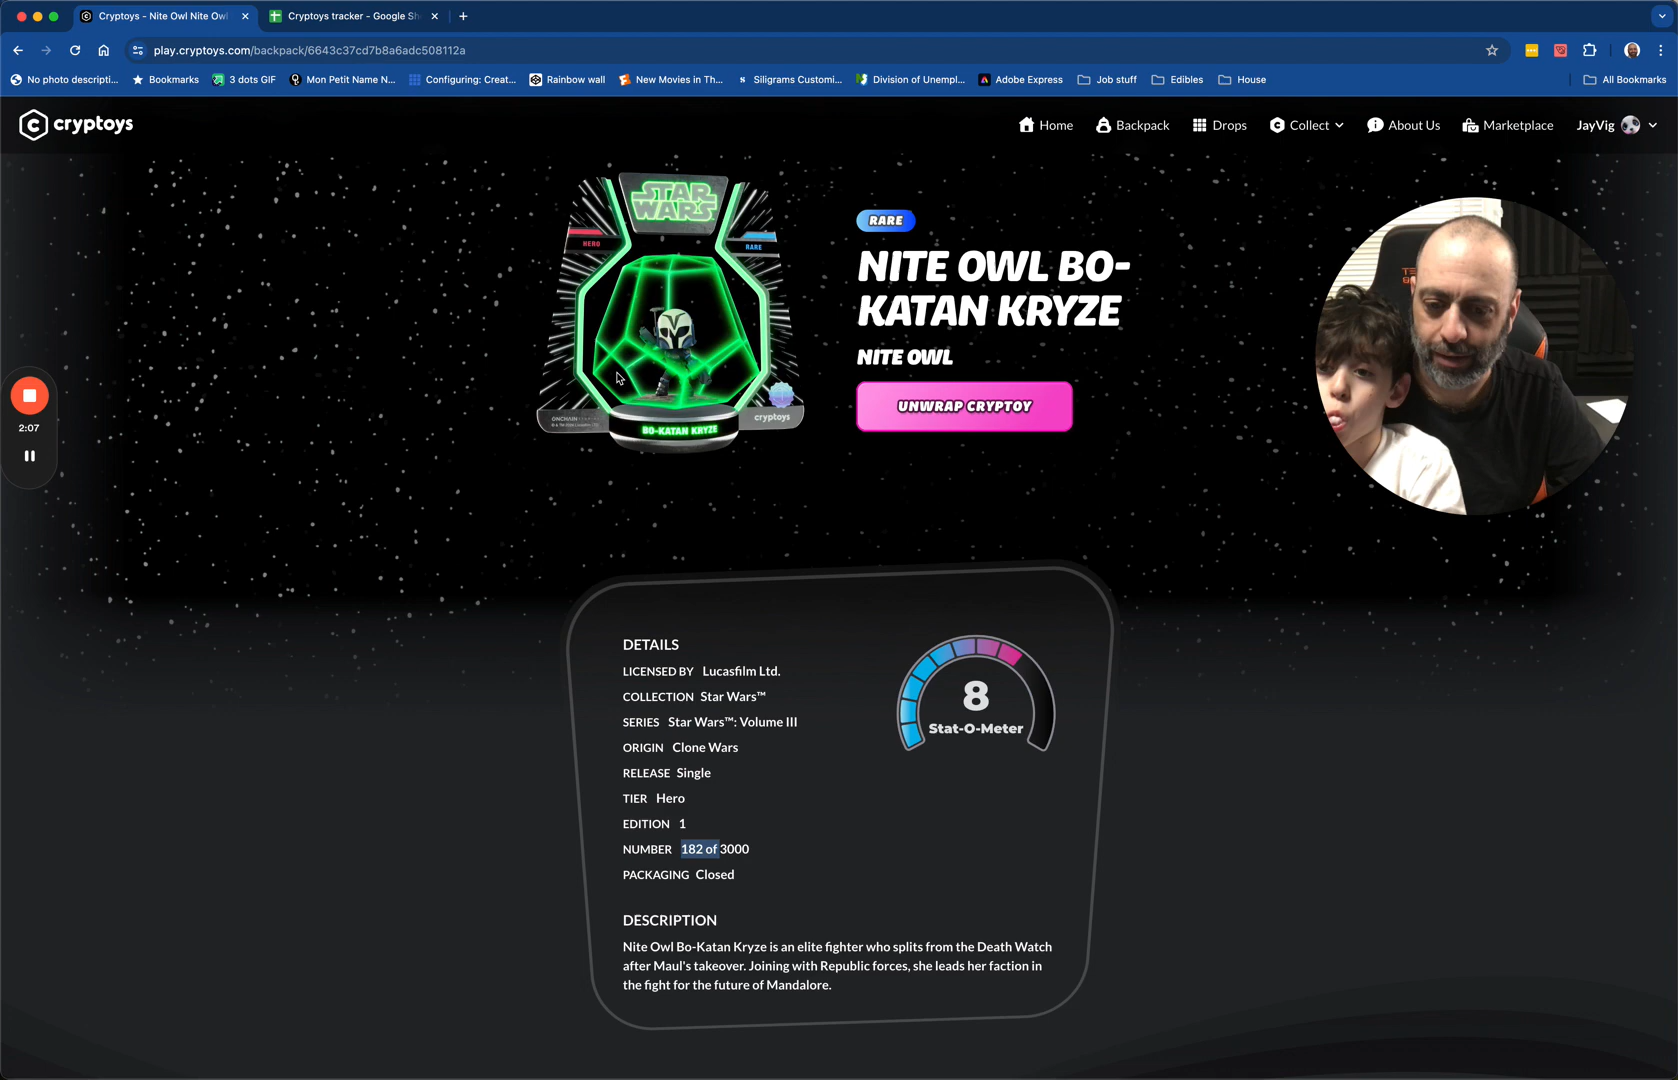 Cryptoys - Nite Owl Nite Owl
Cryptoys tracker - Google Sh
play.cryptoys.com/backpack/6643c37cd7b8a6adc508112a
No photo descripti...
Bookmarks
3 dots GIF
Mon Petit Name N...
Configuring: Creat...
Rainbow wall
New Movies in Th...
Siligrams Customi...
Division of Unempl...
Adobe Express
Job stuff
Edibles
House
All Bookmarks
cryptoys
Home
Backpack
Drops
Collect
About Us
Marketplace
JayVig
STAR WARS
HERO
RARE
cryptoys
BO-KATAN KRYZE
RARE
NITE OWL BO-
KATAN KRYZE
NITE OWL
UNWRAP CRYPTOY
2:07
DETAILS
LICENSED BY Lucasfilm Ltd.
COLLECTION Star Wars™
SERIES Star Wars™: Volume III
ORIGIN Clone Wars
RELEASE Single
TIER Hero
EDITION 1
NUMBER 182 of 3000
PACKAGING Closed
8
Stat-O-Meter
DESCRIPTION
Nite Owl Bo-Katan Kryze is an elite fighter who splits from the Death Watch
after Maul's takeover. Joining with Republic forces, she leads her faction in
the fight for the future of Mandalore.